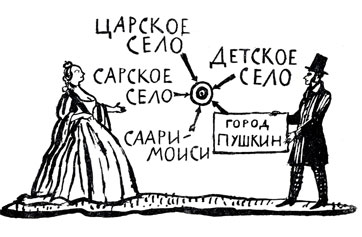 ЦАРСКОЕ
СЕЛО
ДЕТСКОЕ
СЕЛО
САРСКОЕ
СЕЛО
СААРИ-
МОИСИ
ГОРОД
ПУШКИН